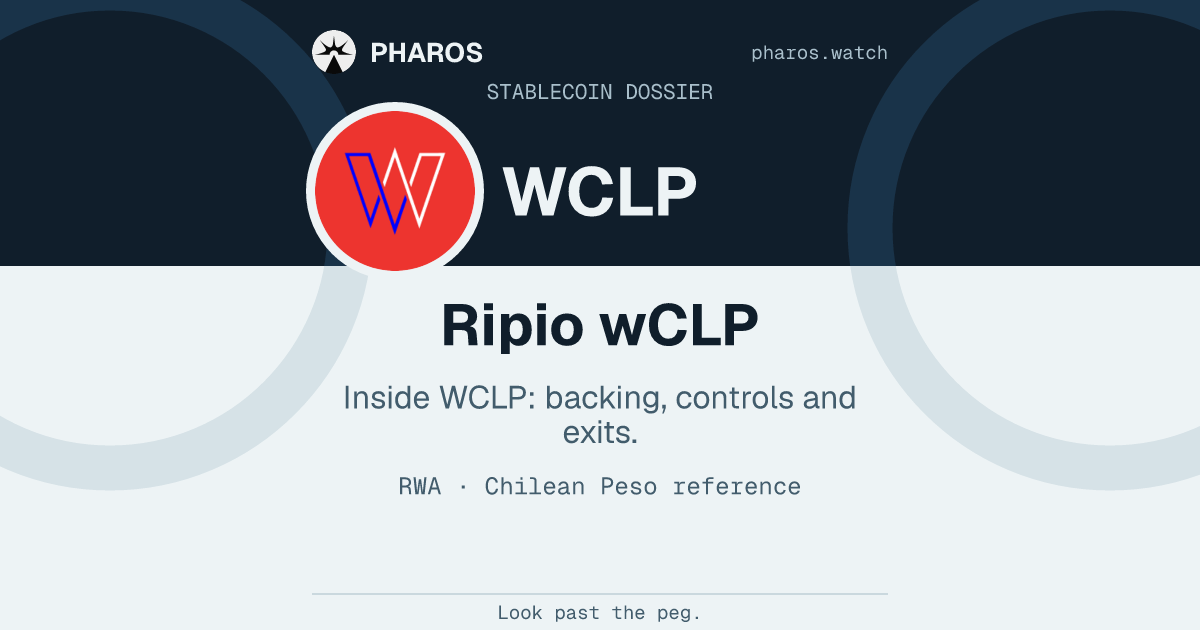 PHAROS
pharos.watch
STABLECOIN DOSSIER
WCLP
Ripio wCLP
Inside WCLP: backing, controls and
exits.
RWA · Chilean Peso reference
Look past the peg.